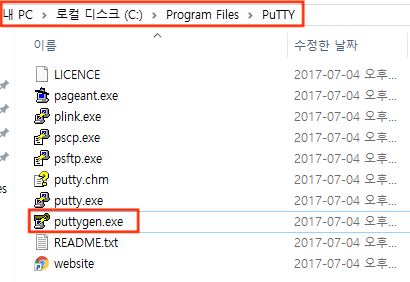 내 PC > 로컬 디스크 (C:) > Program Files > PuTTY
이름 수정한 날짜
LICENCE 2017-07-04 오후...
pageant.exe 2017-07-04 오후...
plink.exe 2017-07-04 오후...
pscp.exe 2017-07-04 오후...
psftp.exe 2017-07-04 오후...
putty.chm 2017-07-04 오후...
putty.exe 2017-07-04 오후...
puttygen.exe 2017-07-04 오후...
README.txt 2017-07-04 오후...
website 2017-07-04 오후...